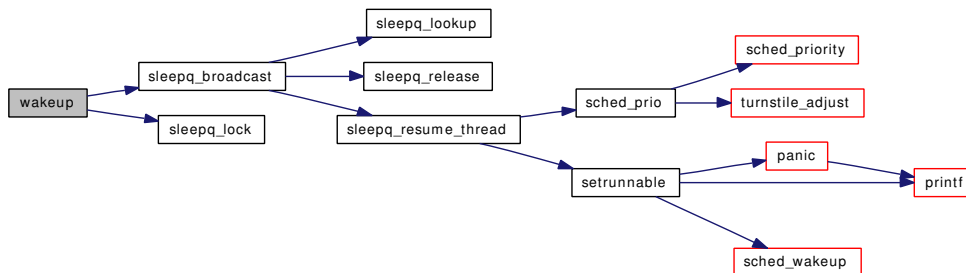 sleepq_lookup
sched_priority
sleepq_broadcast
sleepq_release
wakeup
sched_prio
turnstile_adjust
sleepq_lock
sleepq_resume_thread
panic
setrunnable
printf
sched_wakeup